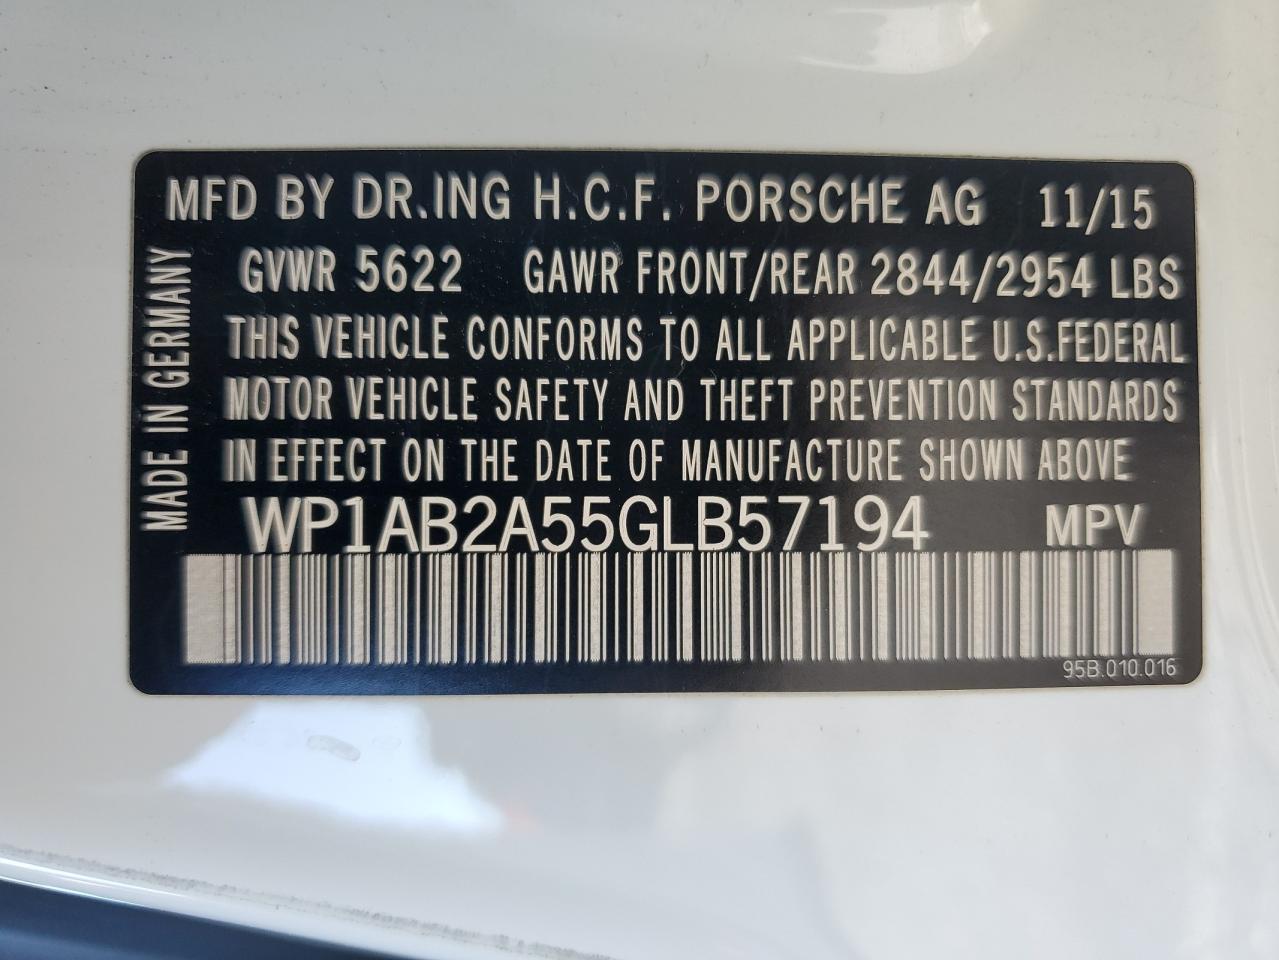 MFD BY DR.ING H.C.F. PORSCHE AG 11/15
GVWR 5622 GAWR FRONT/REAR 2844/2954 LBS
THIS VEHICLE CONFORMS TO ALL APPLICABLE U.S.FEDERAL
MOTOR VEHICLE SAFETY AND THEFT PREVENTION STANDARDS
IN EFFECT ON THE DATE OF MANUFACTURE SHOWN ABOVE
WP1AB2A55GLB57194 MPV
95B.010.016
MADE IN GERMANY